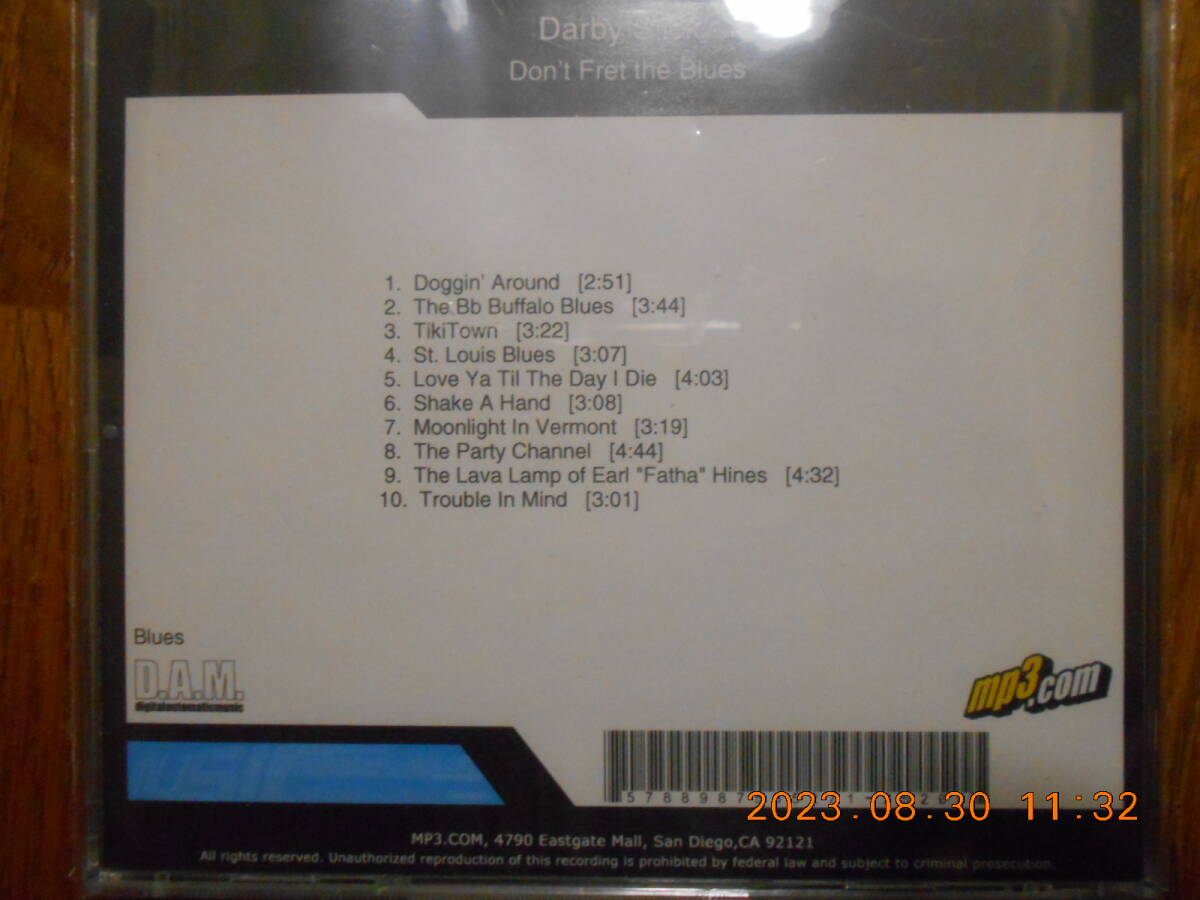 Darby Slick
Don't Fret the Blues
1. Doggin' Around [2:51]
2. The Bb Buffalo Blues [3:44]
3. TikiTown [3:22]
4. St. Louis Blues [3:07]
5. Love Ya Til The Day I Die [4:03]
6. Shake A Hand [3:08]
7. Moonlight In Vermont [3:19]
8. The Party Channel [4:44]
9. The Lava Lamp of Earl "Fatha" Hines [4:32]
10. Trouble In Mind [3:01]
Blues
D.A.M.
digitalautomaticmusic
mp3.com
2023.08.30 11:32
MP3.COM, 4790 Eastgate Mall, San Diego,CA 92121
All rights reserved. Unauthorized reproduction of this recording is prohibited by federal law and subject to criminal prosecution.